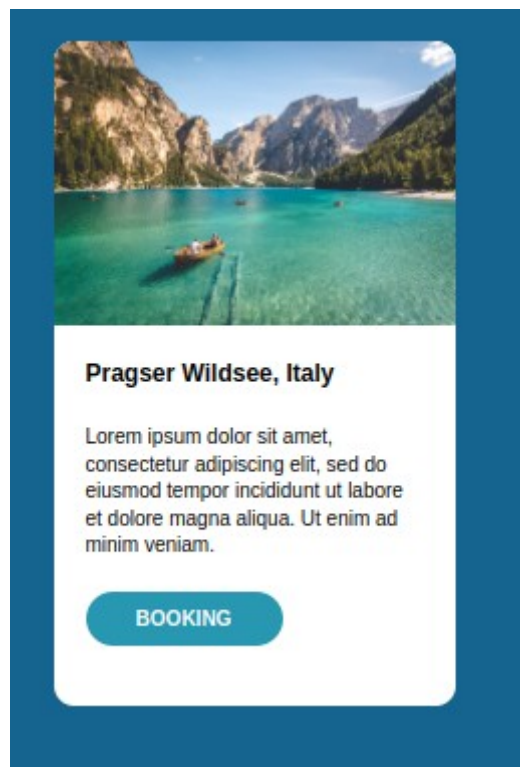 Pragser Wildsee, Italy
Lorem ipsum dolor sit amet,
consectetur adipiscing elit, sed do
eiusmod tempor incididunt ut labore
et dolore magna aliqua. Ut enim ad
minim veniam.
BOOKING